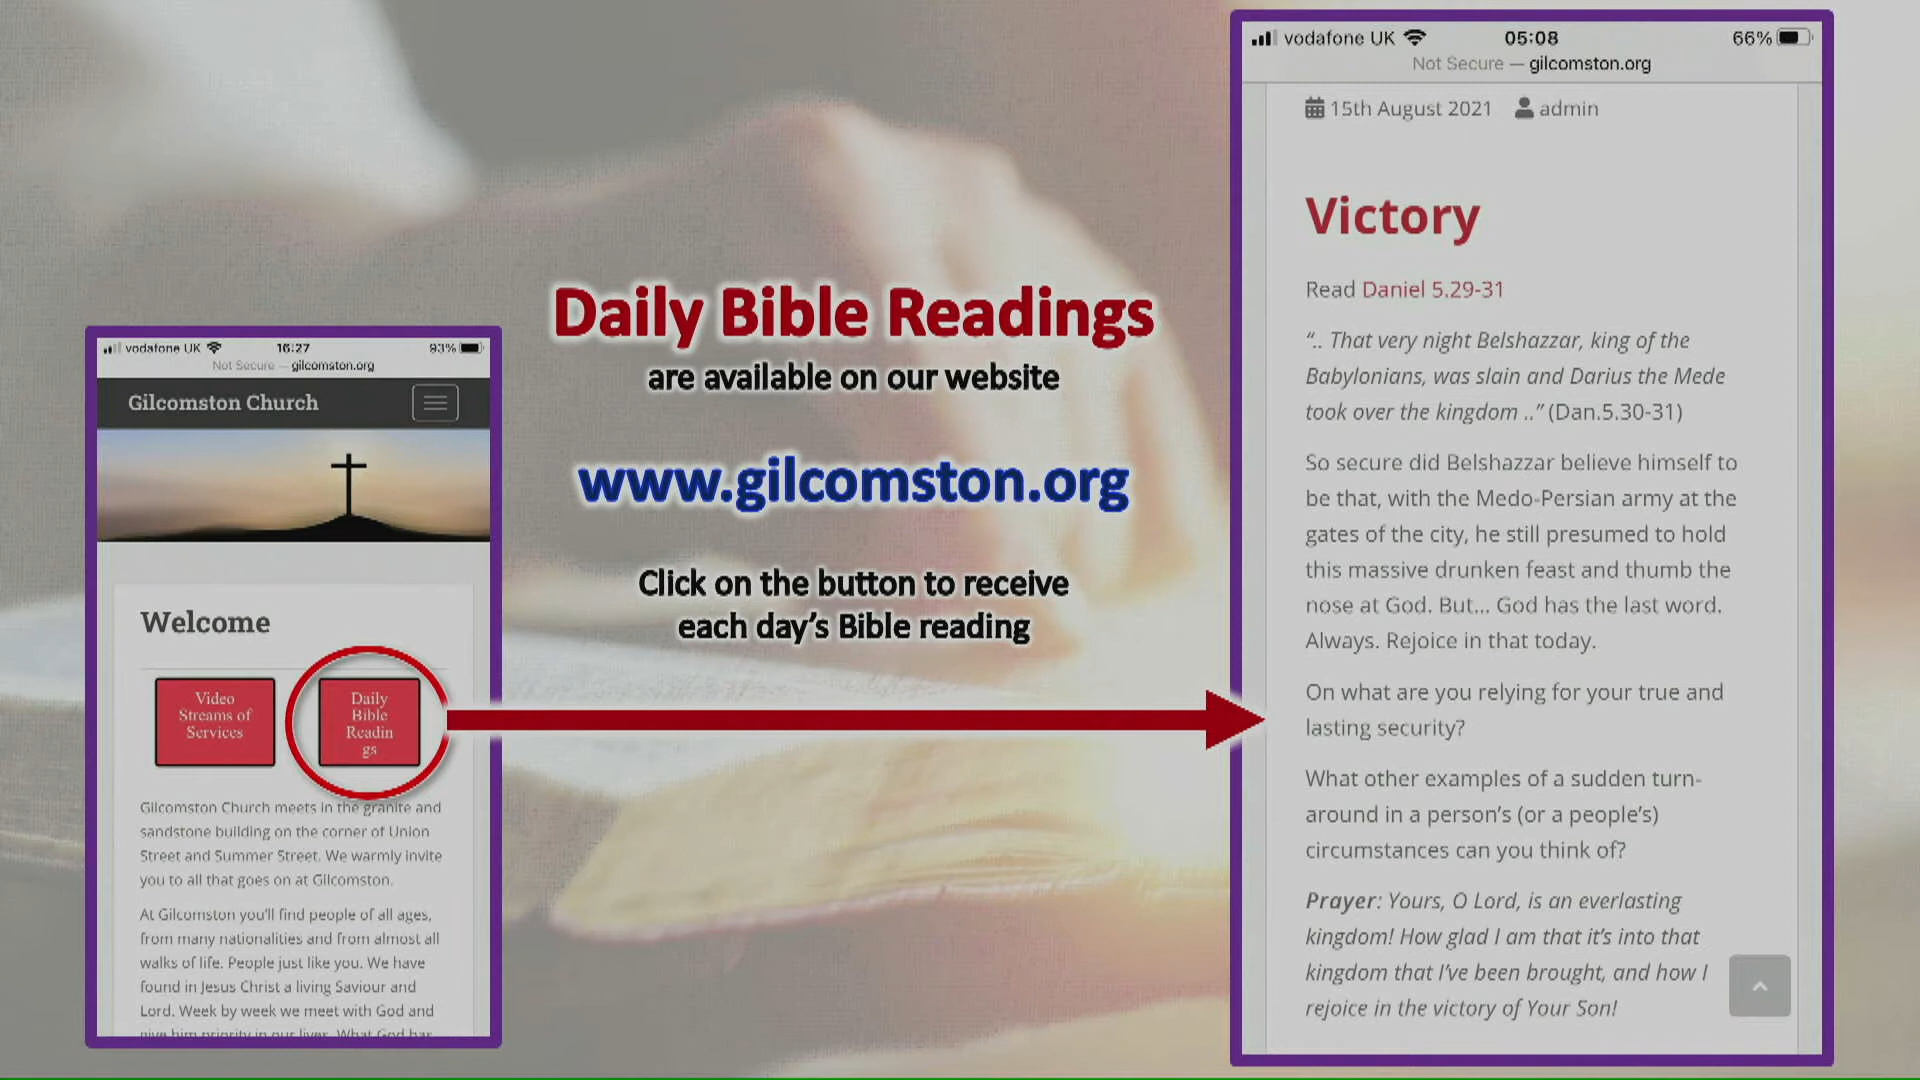 vodafone UK 16:27 93%
Not Secure — gilcomston.org
Gilcomston Church
Welcome
Video
Streams of
Services
Daily
Bible
Readin
gs
Gilcomston Church meets in the granite and
sandstone building on the corner of Union
Street and Summer Street. We warmly invite
you to all that goes on at Gilcomston.
At Gilcomston you'll find people of all ages,
from many nationalities and from almost all
walks of life. People just like you. We have
found in Jesus Christ a living Saviour and
Lord. Week by week we meet with God and
give him priority in our lives. What God has
Daily Bible Readings
are available on our website
www.gilcomston.org
Click on the button to receive
each day's Bible reading
vodafone UK 05:08 66%
Not Secure — gilcomston.org
15th August 2021 admin
Victory
Read Daniel 5.29-31
“.. That very night Belshazzar, king of the
Babylonians, was slain and Darius the Mede
took over the kingdom ..” (Dan.5.30-31)
So secure did Belshazzar believe himself to
be that, with the Medo-Persian army at the
gates of the city, he still presumed to hold
this massive drunken feast and thumb the
nose at God. But... God has the last word.
Always. Rejoice in that today.
On what are you relying for your true and
lasting security?
What other examples of a sudden turn-
around in a person's (or a people's)
circumstances can you think of?
Prayer: Yours, O Lord, is an everlasting
kingdom! How glad I am that it's into that
kingdom that I've been brought, and how I
rejoice in the victory of Your Son!